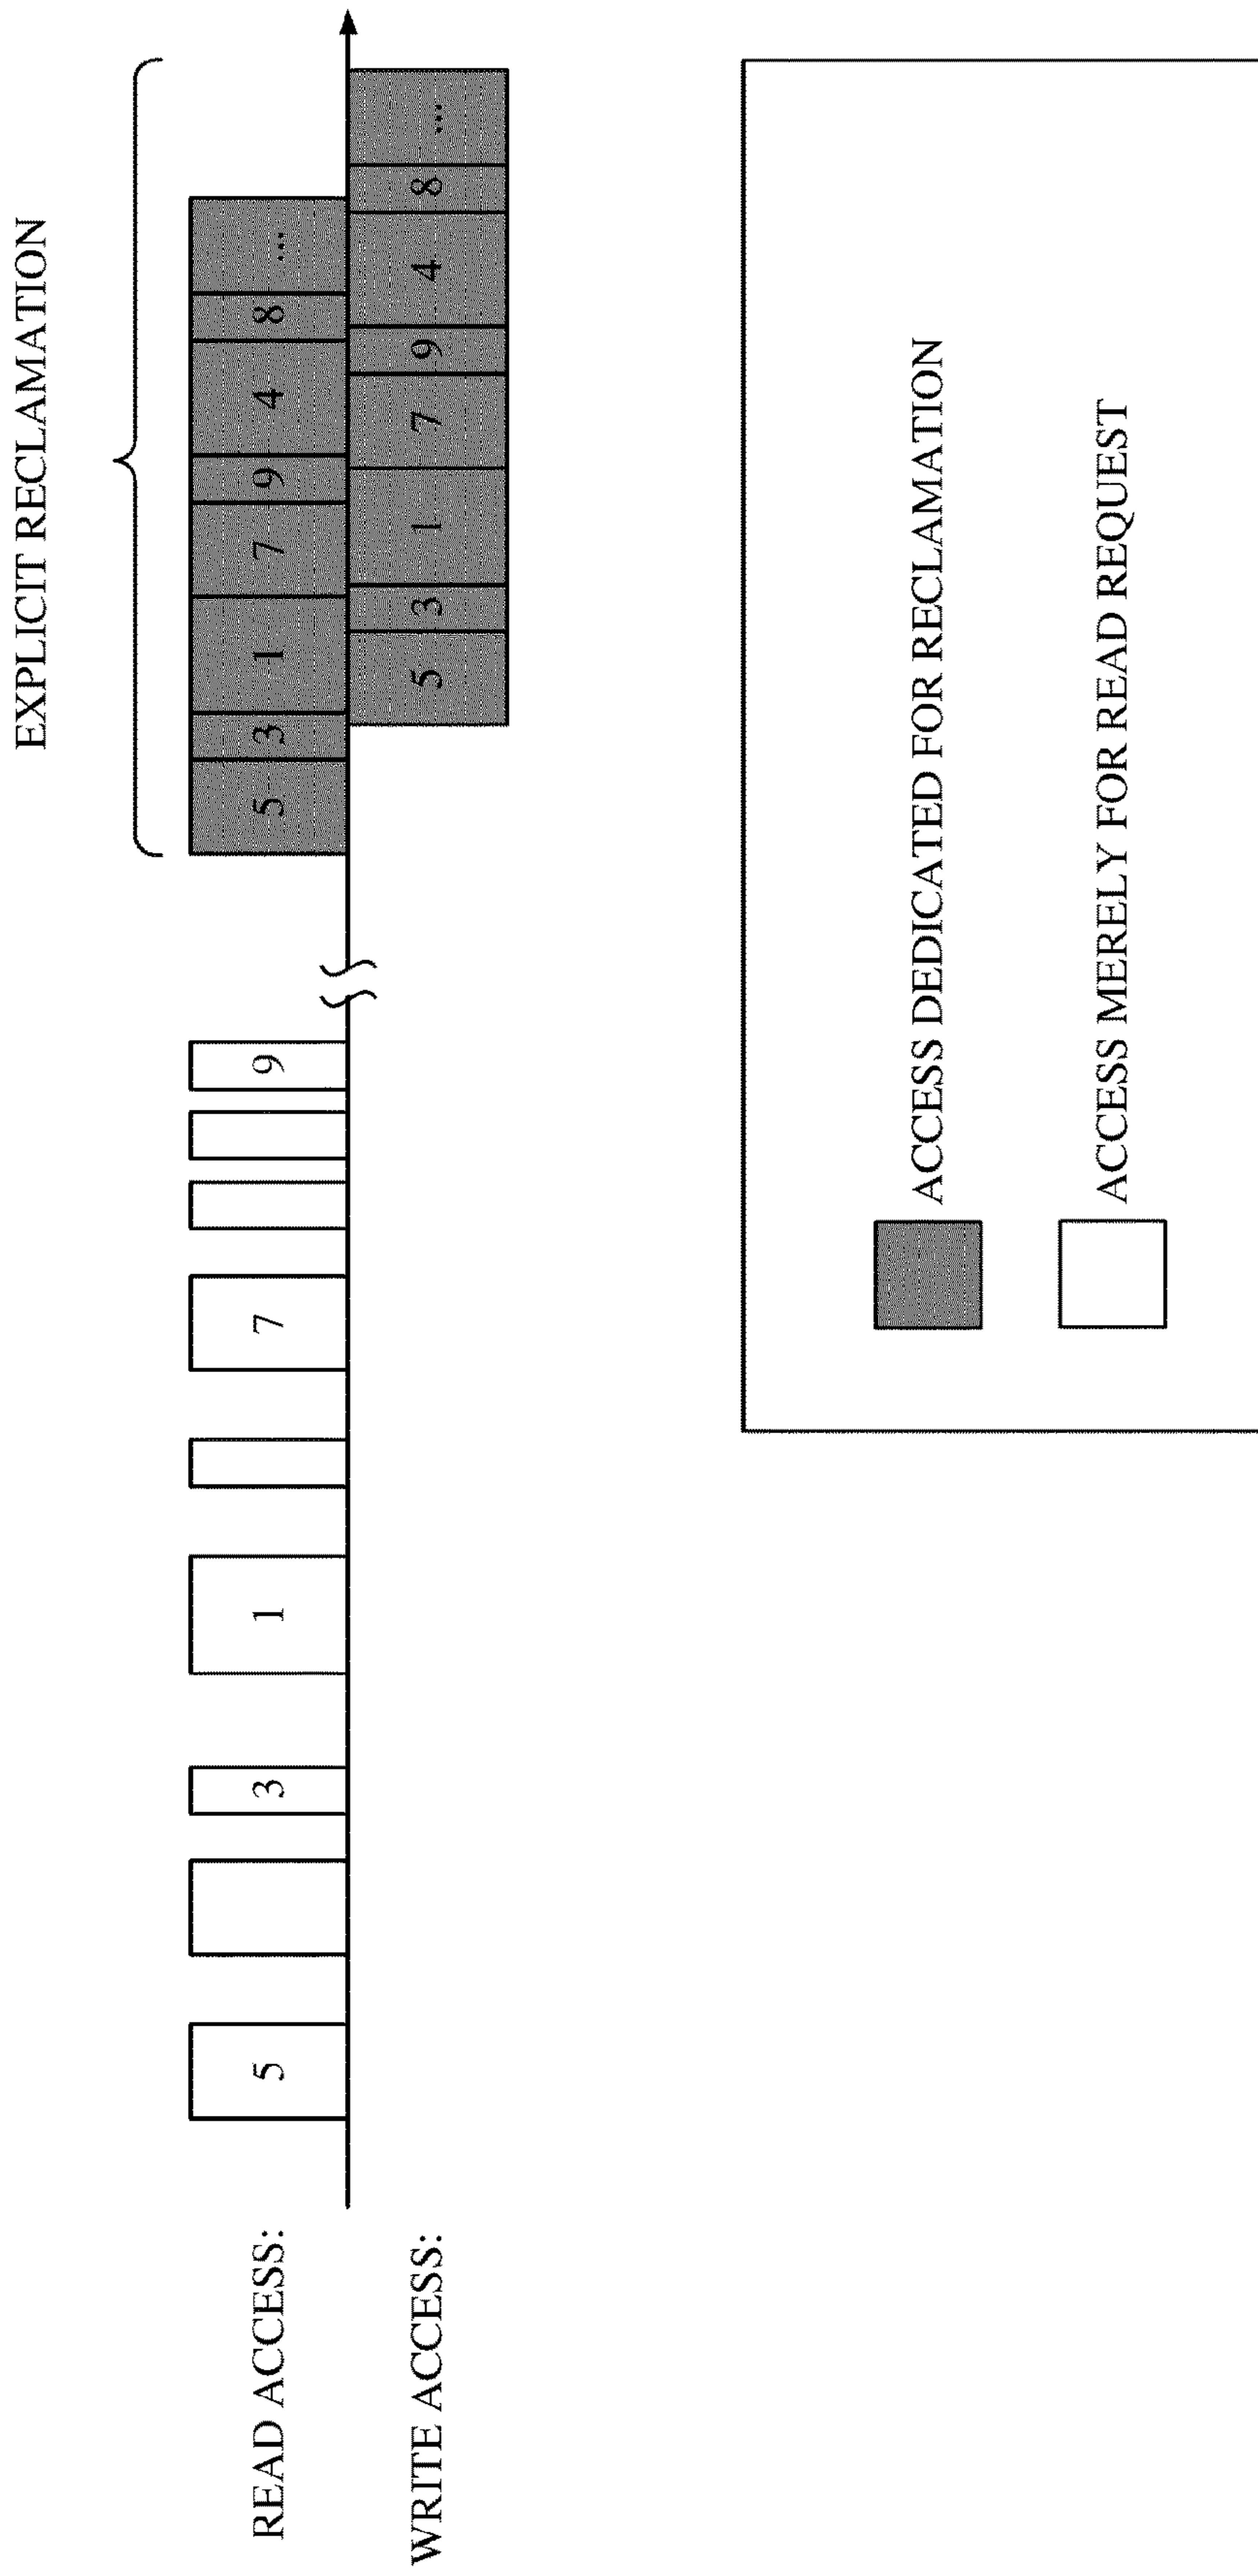 EXPLICIT RECLAMATION
READ ACCESS: 5 3 1 7 9 5 3 1 7 9 4 8 ...
WRITE ACCESS: 5 3 1 7 9 4 8 ...
ACCESS DEDICATED FOR RECLAMATION
ACCESS MERELY FOR READ REQUEST